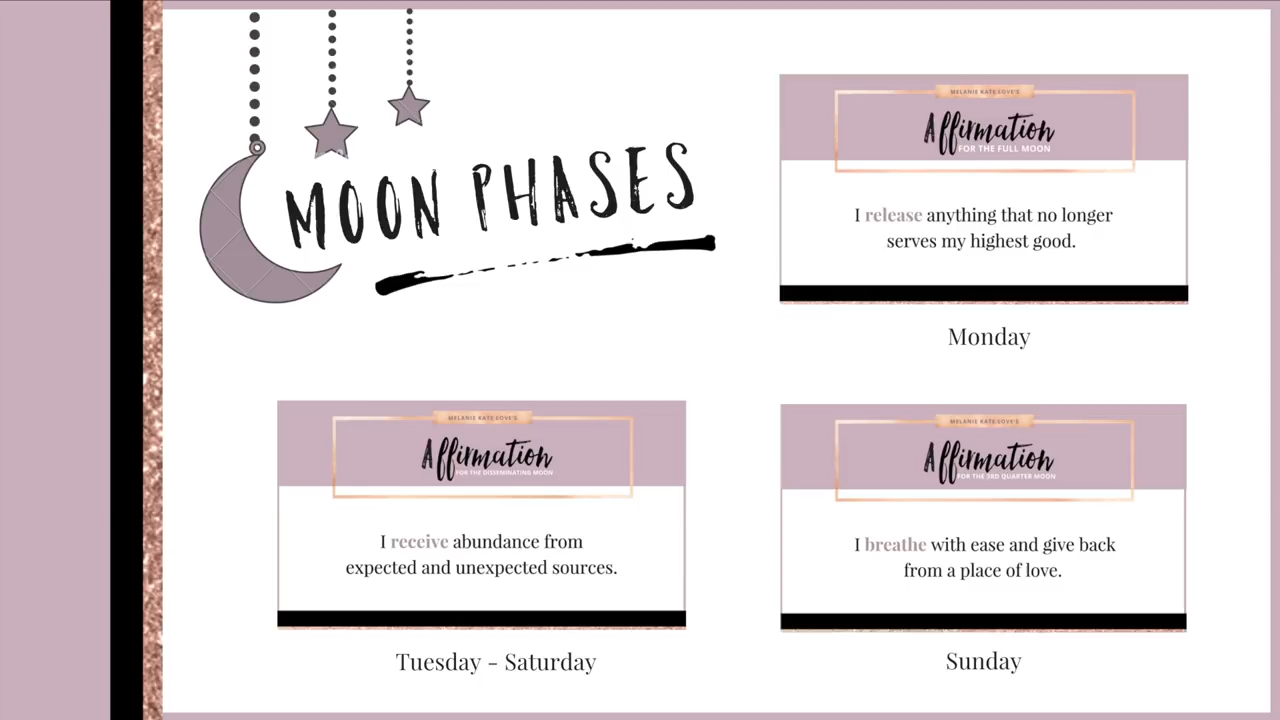 MOON PHASES
MELANIE KATE LOVE'S
Affirmation
FOR THE FULL MOON
I release anything that no longer
serves my highest good.
Monday
MELANIE KATE LOVE'S
Affirmation
FOR THE DISSEMINATING MOON
I receive abundance from
expected and unexpected sources.
Tuesday - Saturday
MELANIE KATE LOVE'S
Affirmation
FOR THE 3RD QUARTER MOON
I breathe with ease and give back
from a place of love.
Sunday